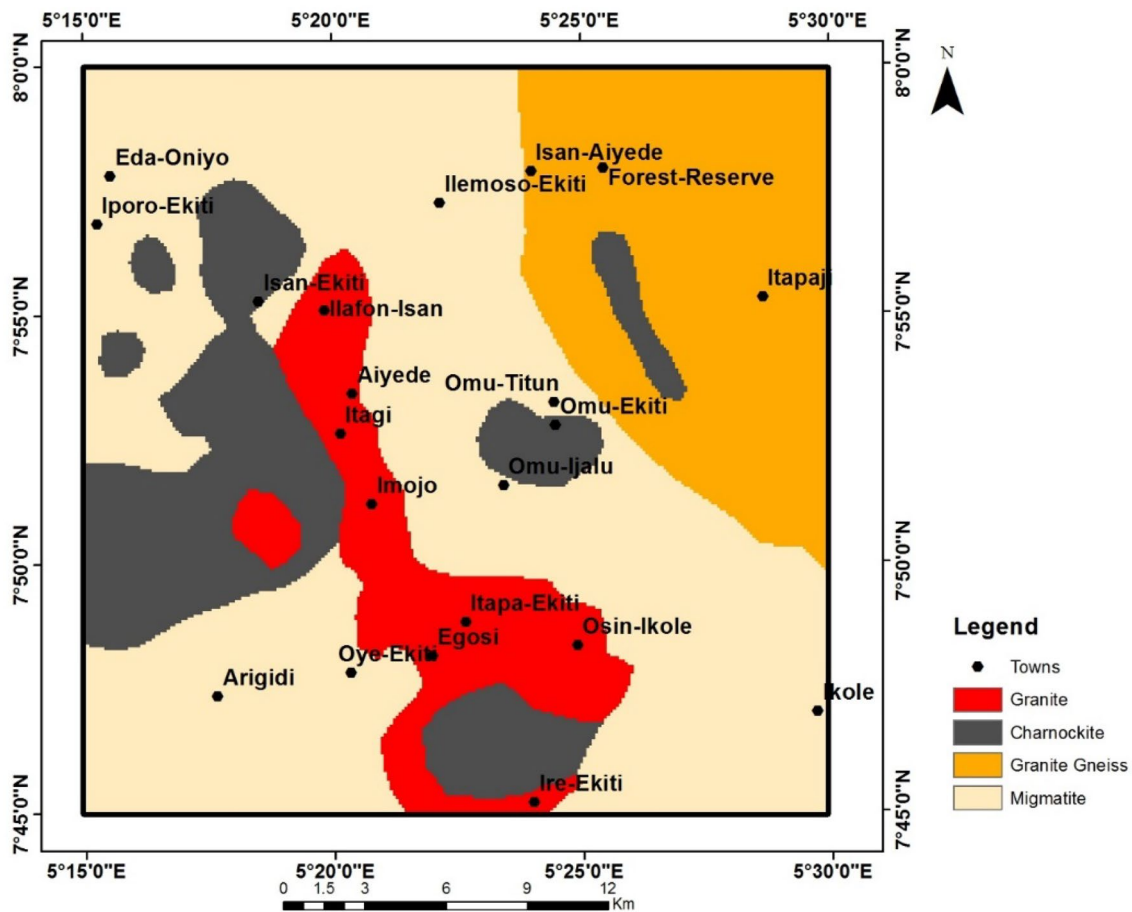 5°15'0"E 5°20'0"E 5°25'0"E 5°30'0"E
8°0'0"N
8°0'0"N
N
Eda-Oniyo
Isan-Aiyede
Ilemoso-Ekiti
Forest-Reserve
Iporo-Ekiti
Isan-Ekiti
Itapaji
Ilafon-Isan
7°55'0"N
7°55'0"N
Aiyede
Omu-Titun
Itagi
Omu-Ekiti
Imojo
Omu-Ijalu
7°50'0"N
7°50'0"N
Itapa-Ekiti
Osin-Ikole
Egosi
Oye-Ekiti
Arigidi
Ikole
Ire-Ekiti
7°45'0"N
7°45'0"N
Legend
Towns
Granite
Charnockite
Granite Gneiss
Migmatite
5°15'0"E 5°20'0"E 5°25'0"E 5°30'0"E
0 1.5 3 6 9 12
Km